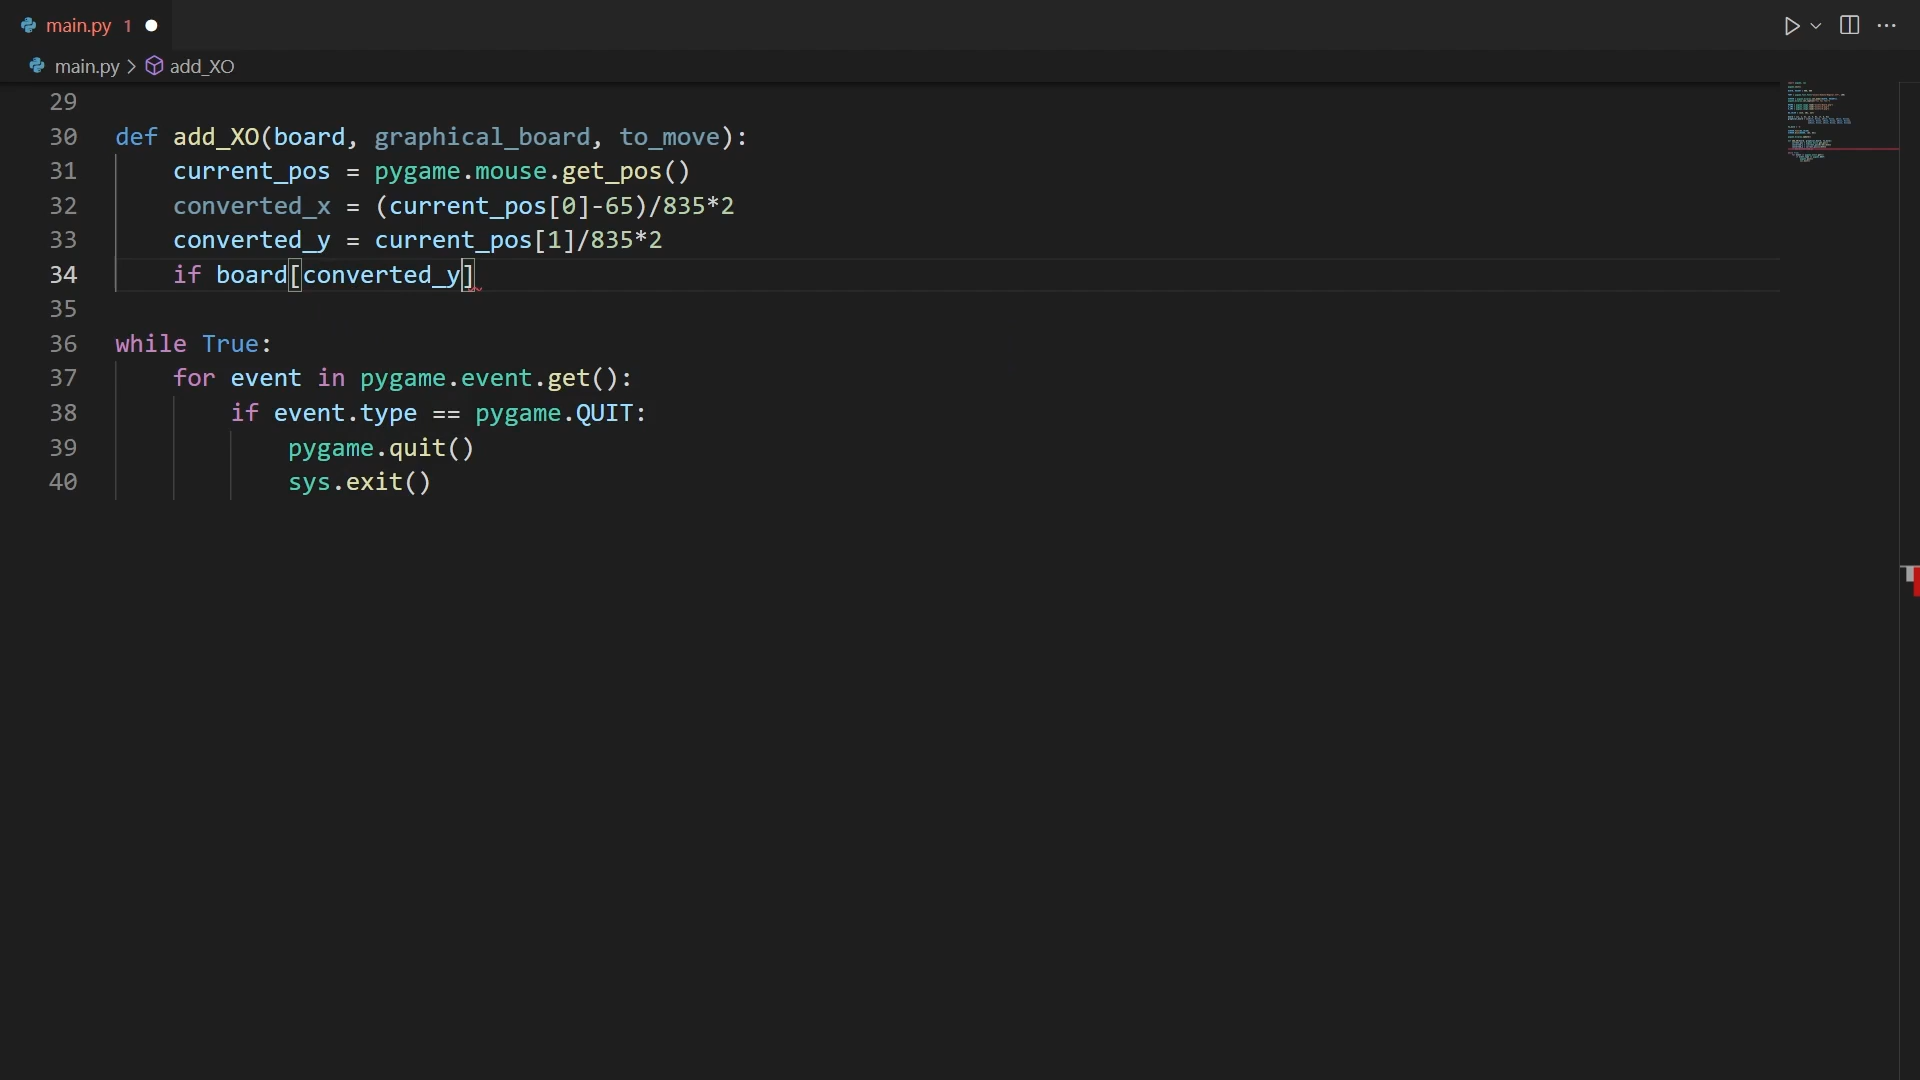 main.py 1
main.py > add_XO
29
30 def add_XO(board, graphical_board, to_move):
31     current_pos = pygame.mouse.get_pos()
32     converted_x = (current_pos[0]-65)/835*2
33     converted_y = current_pos[1]/835*2
34     if board[converted_y]
35
36 while True:
37     for event in pygame.event.get():
38         if event.type == pygame.QUIT:
39             pygame.quit()
40             sys.exit()